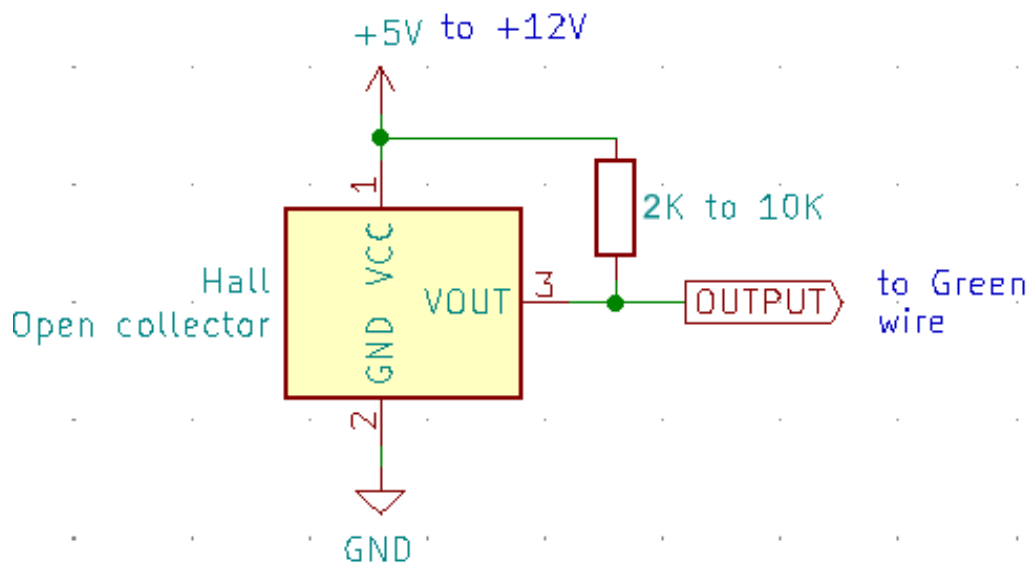 +5V to +12V
1
2K to 10K
Hall
Open collector
VCC
GND
VOUT
3
OUTPUT
to Green
wire
2
GND